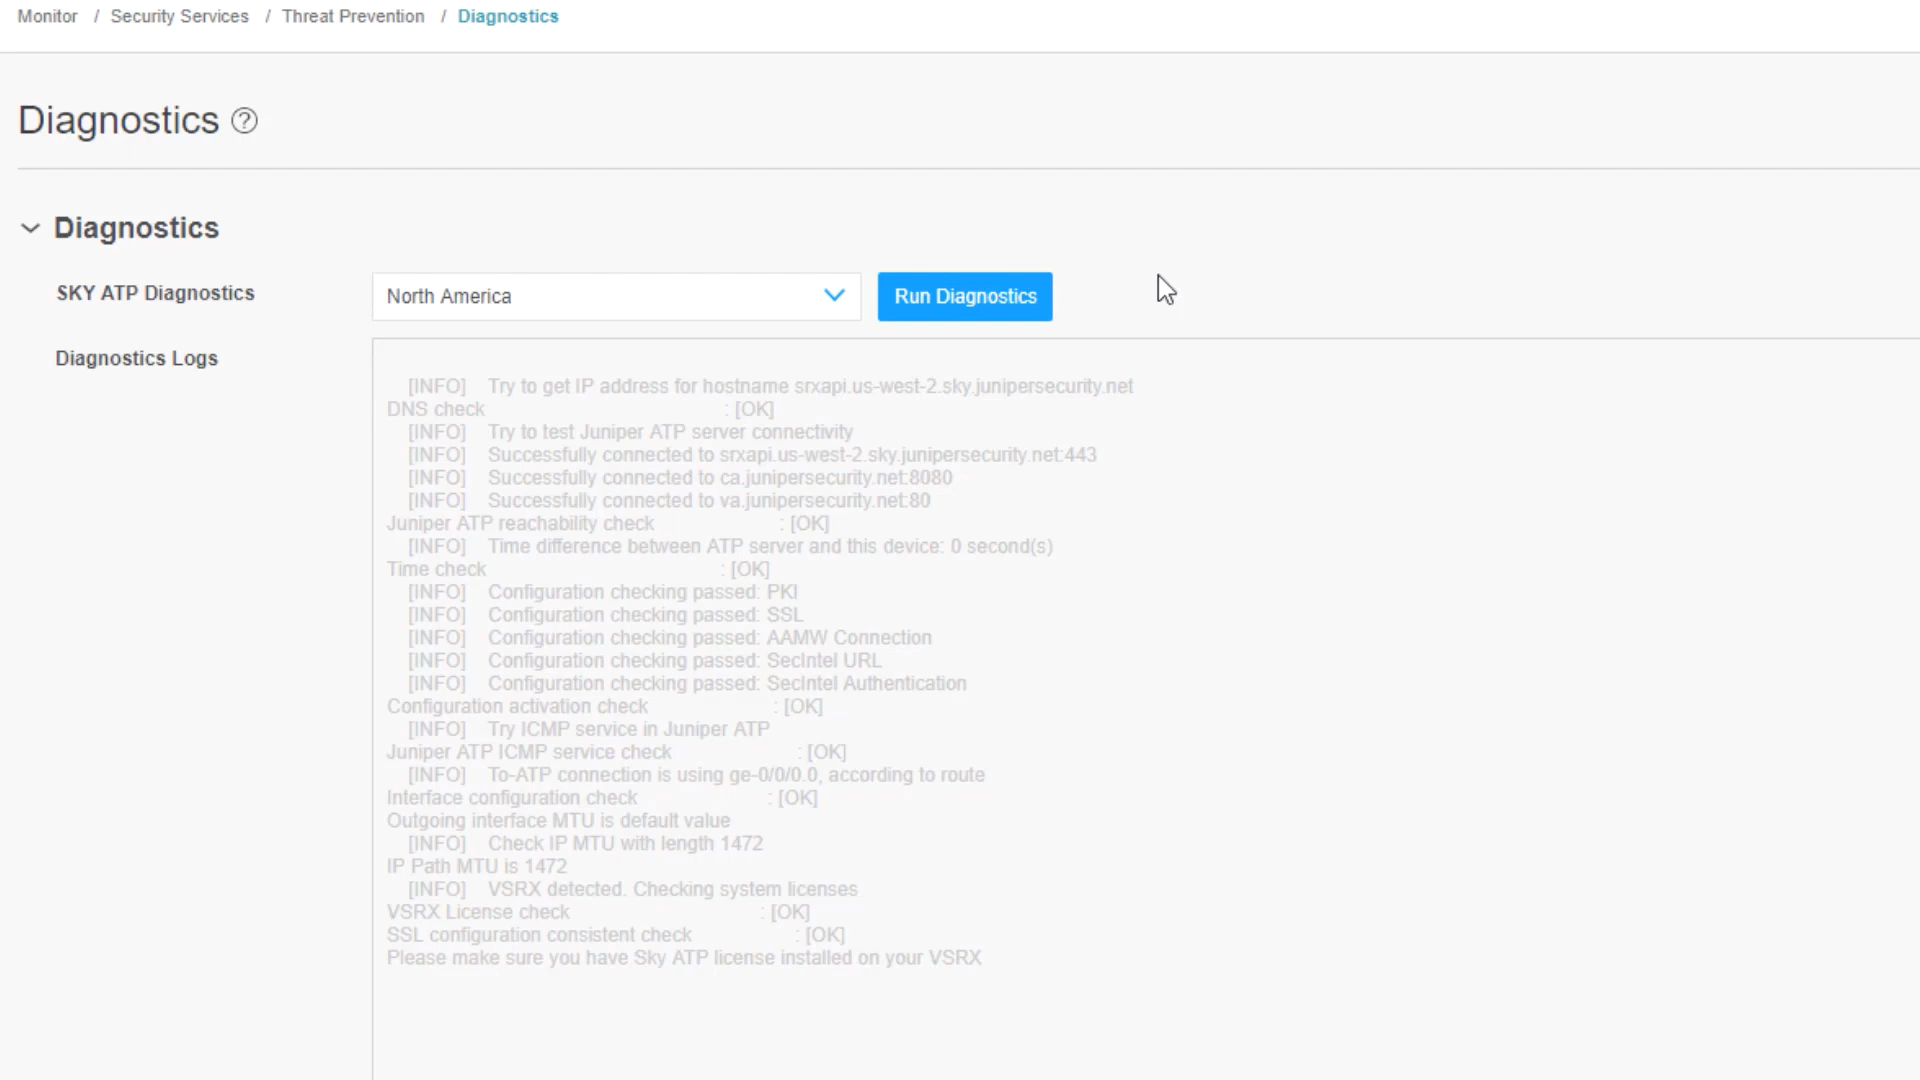 Monitor / Security Services / Threat Prevention / Diagnostics
Diagnostics ?
Diagnostics
SKY ATP Diagnostics North America Run Diagnostics
Diagnostics Logs
[INFO] Try to get IP address for hostname srxapi.us-west-2.sky.junipersecurity.net
DNS check : [OK]
[INFO] Try to test Juniper ATP server connectivity
[INFO] Successfully connected to srxapi.us-west-2.sky.junipersecurity.net:443
[INFO] Successfully connected to ca.junipersecurity.net:8080
[INFO] Successfully connected to va.junipersecurity.net:80
Juniper ATP reachability check : [OK]
[INFO] Time difference between ATP server and this device: 0 second(s)
Time check : [OK]
[INFO] Configuration checking passed: PKI
[INFO] Configuration checking passed: SSL
[INFO] Configuration checking passed: AAMW Connection
[INFO] Configuration checking passed: SecIntel URL
[INFO] Configuration checking passed: SecIntel Authentication
Configuration activation check : [OK]
[INFO] Try ICMP service in Juniper ATP
Juniper ATP ICMP service check : [OK]
[INFO] To-ATP connection is using ge-0/0/0.0, according to route
Interface configuration check : [OK]
Outgoing interface MTU is default value
[INFO] Check IP MTU with length 1472
IP Path MTU is 1472
[INFO] VSRX detected. Checking system licenses
VSRX License check : [OK]
SSL configuration consistent check : [OK]
Please make sure you have Sky ATP license installed on your VSRX